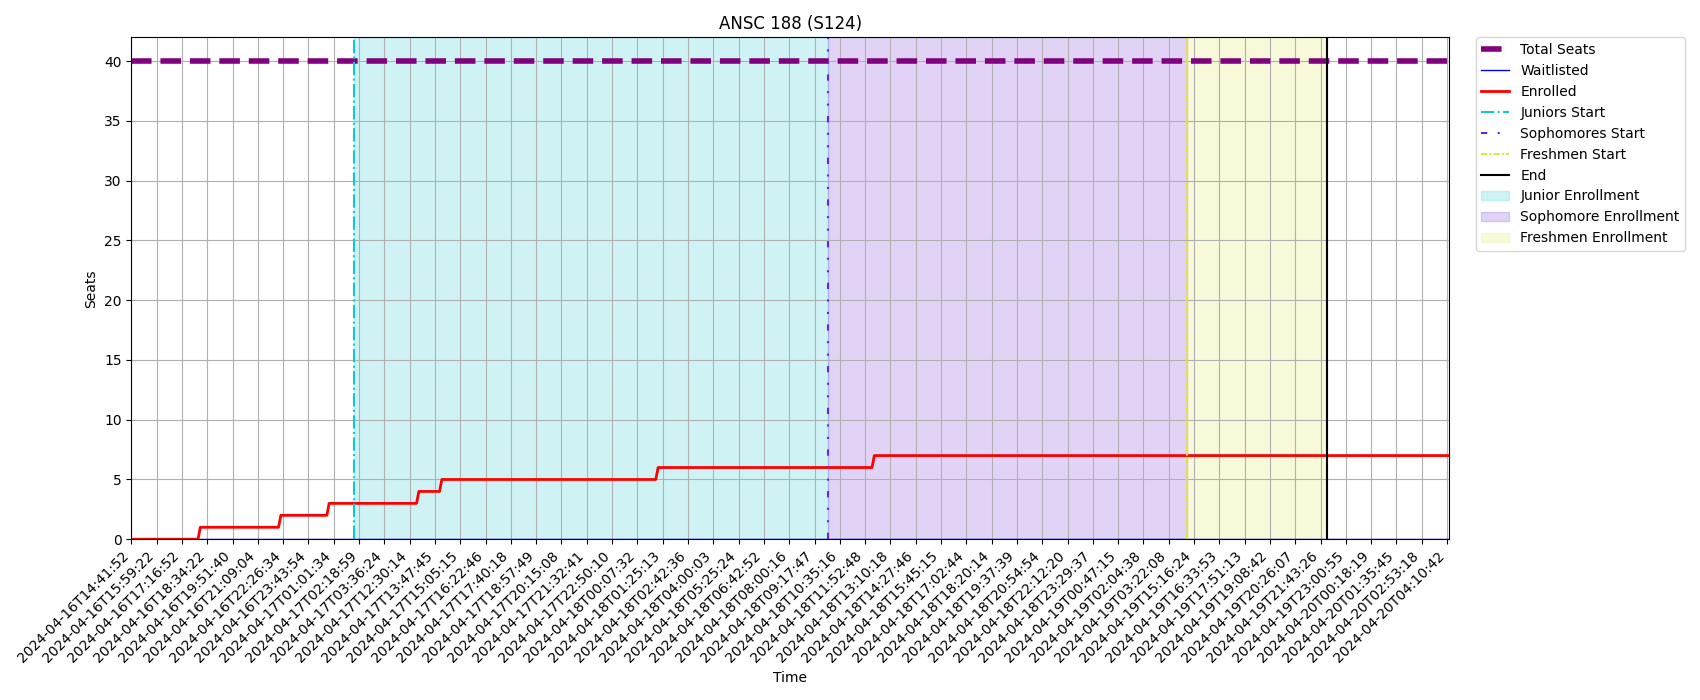 ANSC 188 (S124)
Total Seats
Waitlisted
Enrolled
Juniors Start
Sophomores Start
Freshmen Start
End
Junior Enrollment
Sophomore Enrollment
Freshmen Enrollment
Seats
40
35
30
25
20
15
10
5
0
2024-04-16T14:41:52
2024-04-16T15:59:22
2024-04-16T17:16:52
2024-04-16T18:34:22
2024-04-16T19:51:40
2024-04-16T21:09:04
2024-04-16T22:26:34
2024-04-16T23:43:54
2024-04-17T01:01:34
2024-04-17T02:18:59
2024-04-17T03:36:24
2024-04-17T12:30:14
2024-04-17T13:47:45
2024-04-17T15:05:15
2024-04-17T16:22:46
2024-04-17T17:40:18
2024-04-17T18:57:49
2024-04-17T20:15:08
2024-04-17T21:32:41
2024-04-17T22:50:10
2024-04-18T00:07:32
2024-04-18T01:25:13
2024-04-18T02:42:36
2024-04-18T04:00:03
2024-04-18T05:25:24
2024-04-18T06:42:52
2024-04-18T08:00:16
2024-04-18T09:17:47
2024-04-18T10:35:16
2024-04-18T11:52:48
2024-04-18T13:10:18
2024-04-18T14:27:46
2024-04-18T15:45:15
2024-04-18T17:02:44
2024-04-18T18:20:14
2024-04-18T19:37:39
2024-04-18T20:54:54
2024-04-18T22:12:20
2024-04-18T23:29:37
2024-04-19T00:47:15
2024-04-19T02:04:38
2024-04-19T03:22:08
2024-04-19T15:16:24
2024-04-19T16:33:53
2024-04-19T17:51:13
2024-04-19T19:08:42
2024-04-19T20:26:07
2024-04-19T21:43:26
2024-04-19T23:00:55
2024-04-20T00:18:19
2024-04-20T01:35:45
2024-04-20T02:53:18
2024-04-20T04:10:42
Time